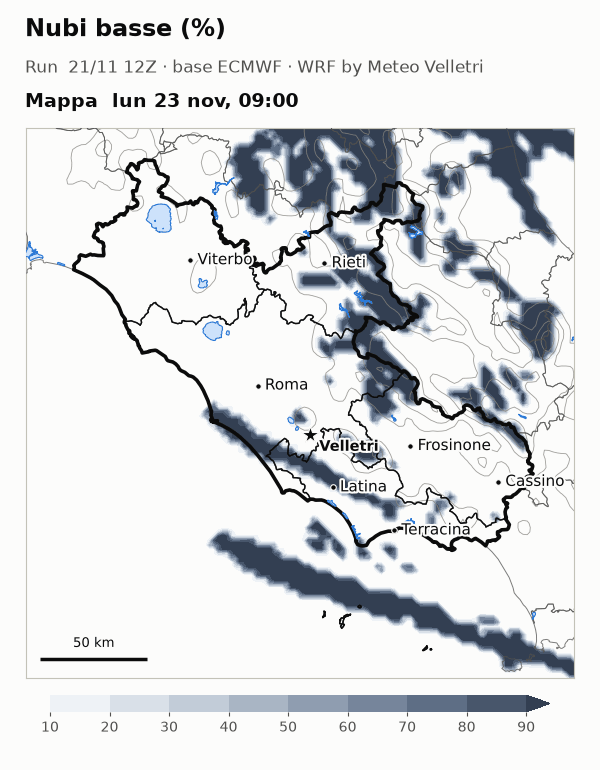 Nubi basse (%)
Run  21/11 12Z · base ECMWF · WRF by Meteo Velletri
Mappa  lun 23 nov, 09:00
Viterbo
Rieti
Roma
Velletri
Frosinone
Latina
Cassino
Terracina
50 km
10 20 30 40 50 60 70 80 90